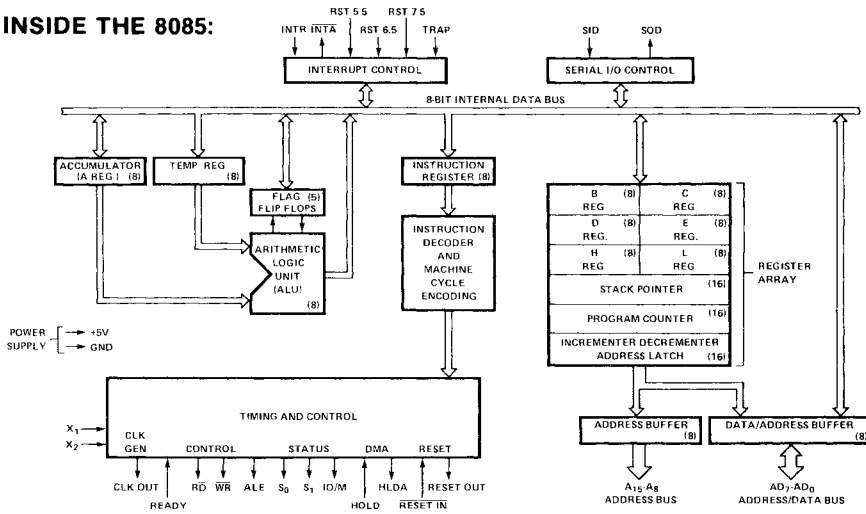 INSIDE THE 8085:
RST 5 5 RST 7 5
INTR INTA RST 6.5 TRAP
SID SOD
INTERRUPT CONTROL
SERIAL I/O CONTROL
8-BIT INTERNAL DATA BUS
ACCUMULATOR
(A REG ) (8)
TEMP REG
(8)
FLAG (5)
FLIP FLOPS
ARITHMETIC
LOGIC
UNIT
(ALU)
(8)
INSTRUCTION
REGISTER (8)
INSTRUCTION
DECODER
AND
MACHINE
CYCLE
ENCODING
B (8) C (8)
REG REG
D (8) E (8)
REG. REG.
H (8) L (8)
REG REG
STACK POINTER (16)
PROGRAM COUNTER (16)
INCREMENTER DECREMENTER
ADDRESS LATCH (16)
REGISTER
ARRAY
POWER
SUPPLY
+5V
GND
TIMING AND CONTROL
X1
X2
CLK
GEN CONTROL STATUS DMA RESET
CLK OUT RD WR ALE S0 S1 IO/M HLDA RESET OUT
READY HOLD RESET IN
ADDRESS BUFFER
(8)
DATA/ADDRESS BUFFER
(8)
A15-A8
ADDRESS BUS
AD7-AD0
ADDRESS/DATA BUS